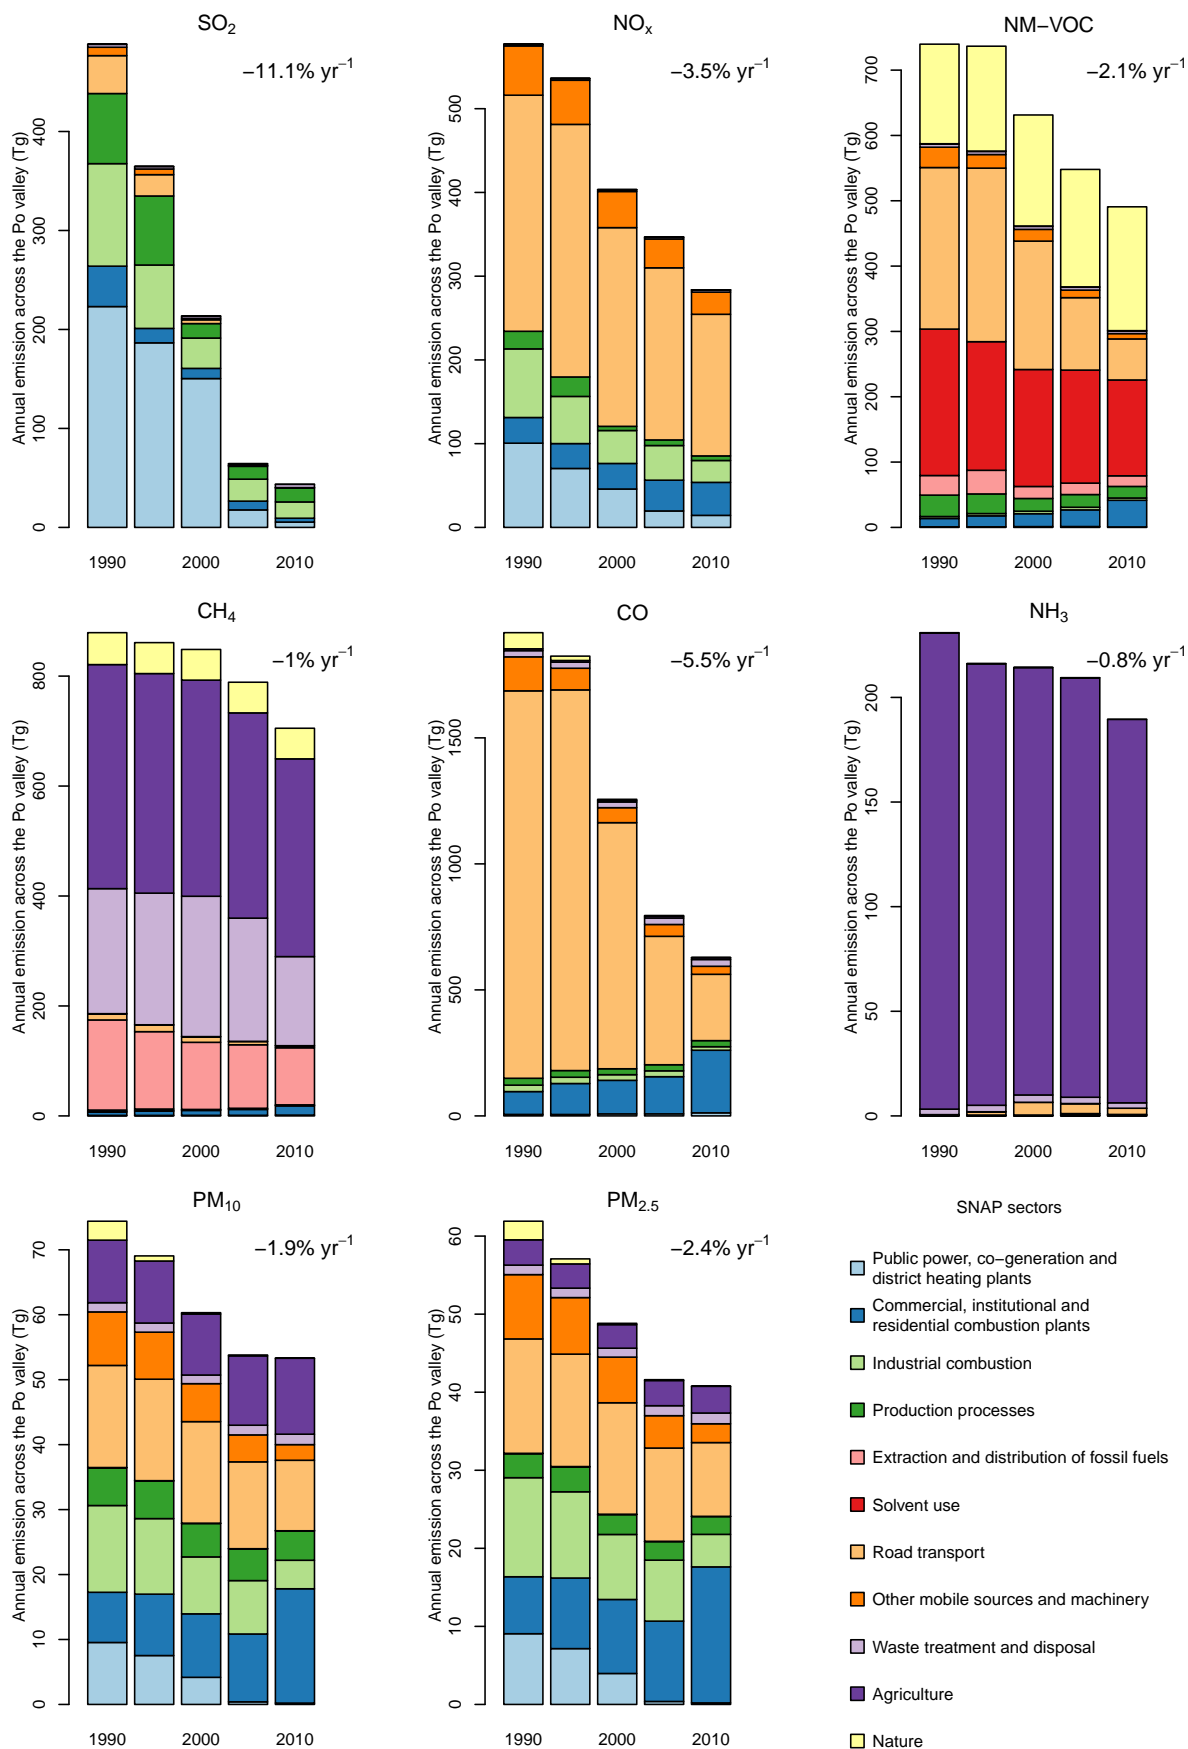 SO₂
−11.1% yr⁻¹
Annual emission across the Po valley (Tg)
0
100
200
300
400
1990
2000
2010
NOₓ
−3.5% yr⁻¹
Annual emission across the Po valley (Tg)
0
100
200
300
400
500
1990
2000
2010
NM−VOC
−2.1% yr⁻¹
Annual emission across the Po valley (Tg)
0
100
200
300
400
500
600
700
1990
2000
2010
CH₄
−1% yr⁻¹
Annual emission across the Po valley (Tg)
0
200
400
600
800
1990
2000
2010
CO
−5.5% yr⁻¹
Annual emission across the Po valley (Tg)
0
500
1000
1500
1990
2000
2010
NH₃
−0.8% yr⁻¹
Annual emission across the Po valley (Tg)
0
50
100
150
200
1990
2000
2010
PM₁₀
−1.9% yr⁻¹
Annual emission across the Po valley (Tg)
0
10
20
30
40
50
60
70
1990
2000
2010
PM₂.₅
−2.4% yr⁻¹
Annual emission across the Po valley (Tg)
0
10
20
30
40
50
60
1990
2000
2010
SNAP sectors
Public power, co−generation and
district heating plants
Commercial, institutional and
residential combustion plants
Industrial combustion
Production processes
Extraction and distribution of fossil fuels
Solvent use
Road transport
Other mobile sources and machinery
Waste treatment and disposal
Agriculture
Nature